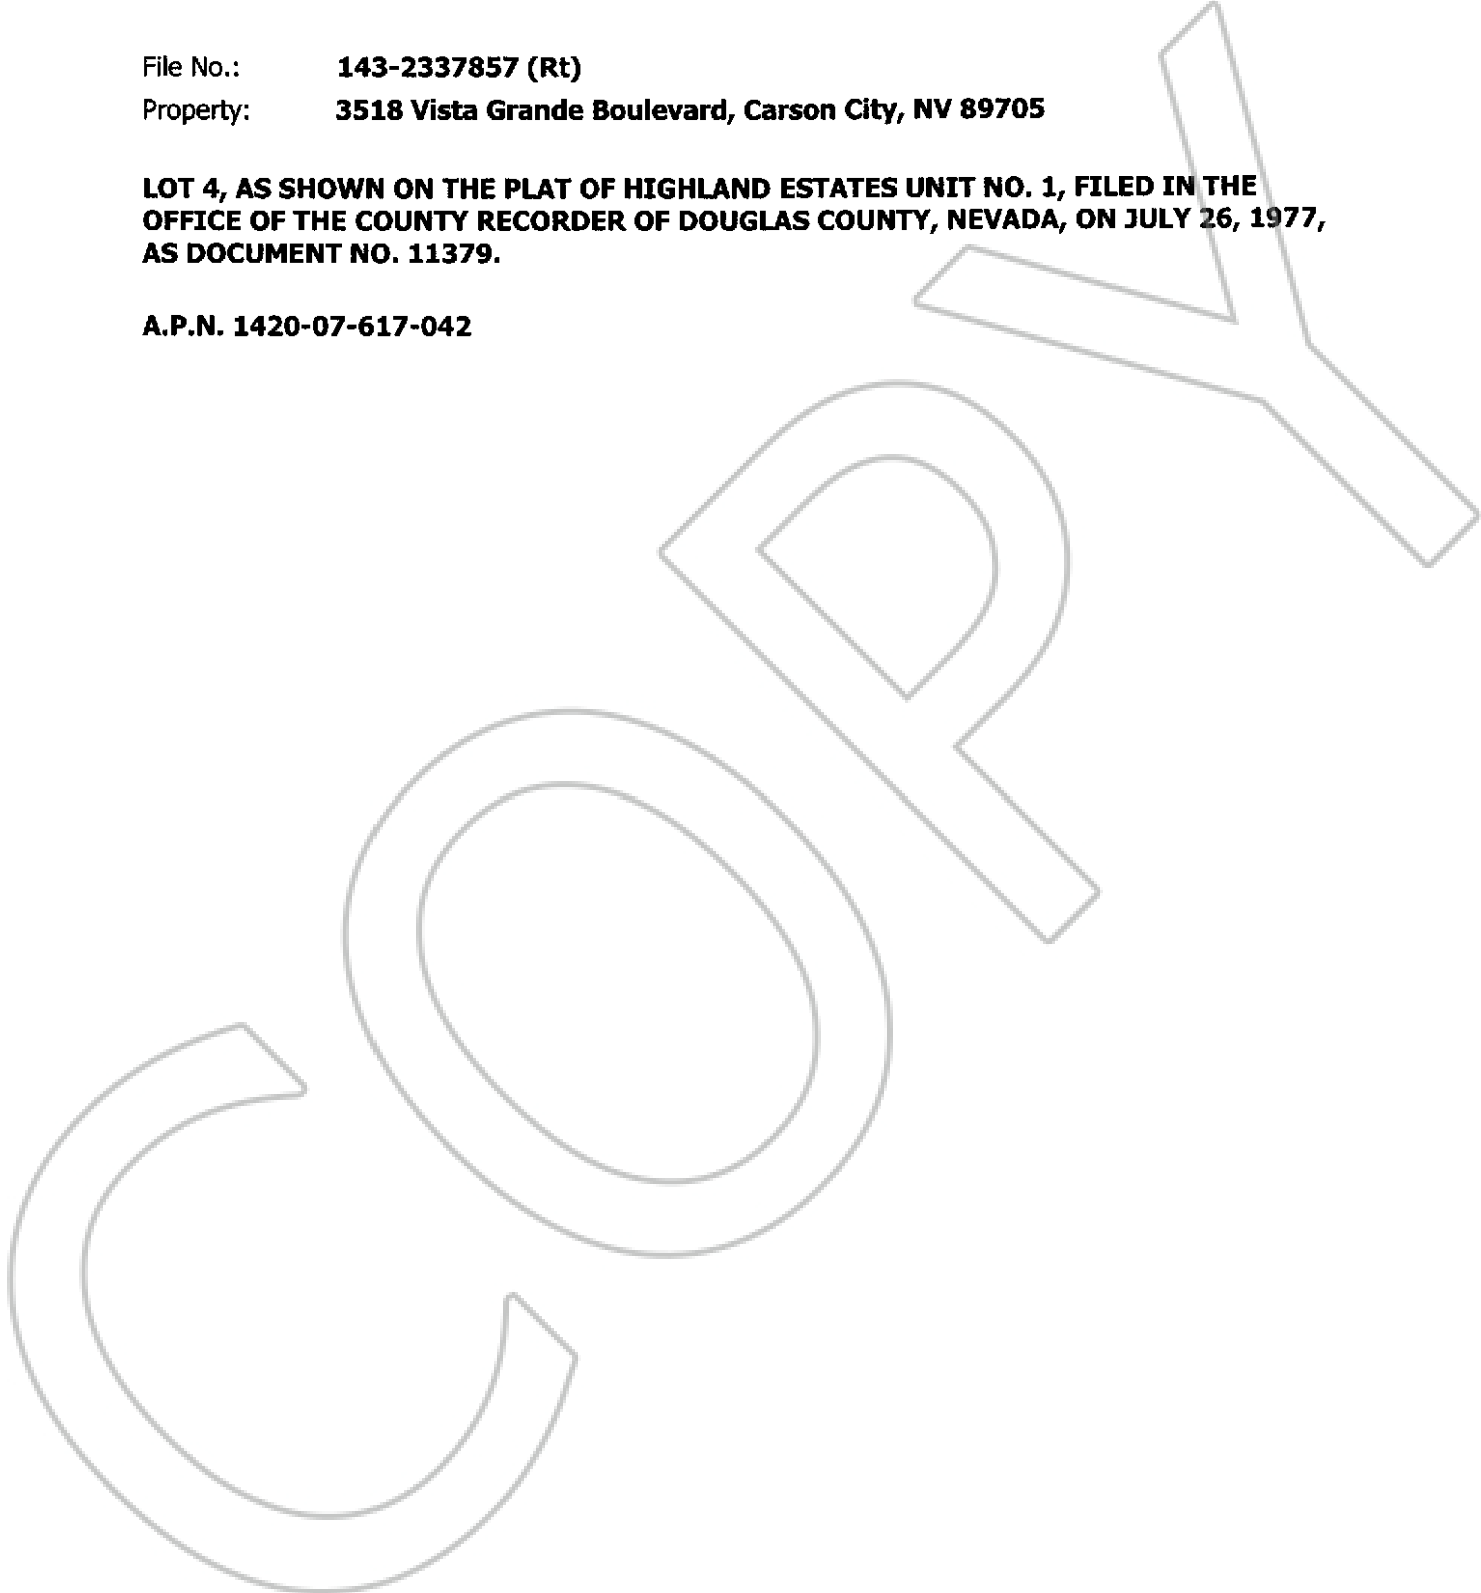 File No.: 143-2337857 (Rt)
Property: 3518 Vista Grande Boulevard, Carson City, NV 89705
LOT 4, AS SHOWN ON THE PLAT OF HIGHLAND ESTATES UNIT NO. 1, FILED IN THE
OFFICE OF THE COUNTY RECORDER OF DOUGLAS COUNTY, NEVADA, ON JULY 26, 1977,
AS DOCUMENT NO. 11379.
A.P.N. 1420-07-617-042
COPY